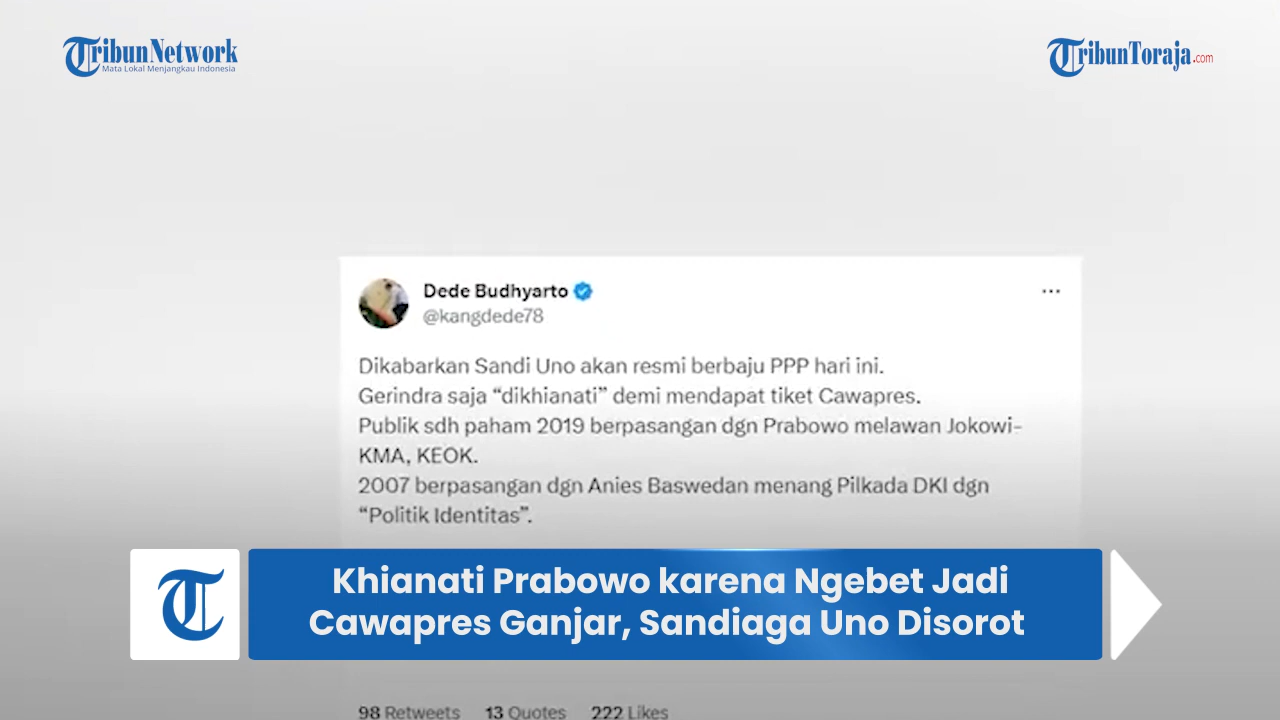 TribunNetwork
Mata Lokal Menjangkau Indonesia
TribunToraja.com
Dede Budhyarto
@kangdede78
Dikabarkan Sandi Uno akan resmi berbaju PPP hari ini.
Gerindra saja “dikhianati” demi mendapat tiket Cawapres.
Publik sdh paham 2019 berpasangan dgn Prabowo melawan Jokowi-
KMA, KEOK.
2007 berpasangan dgn Anies Baswedan menang Pilkada DKI dgn
“Politik Identitas”.
T
Khianati Prabowo karena Ngebet Jadi
Cawapres Ganjar, Sandiaga Uno Disorot
98 Retweets 13 Quotes 222 Likes